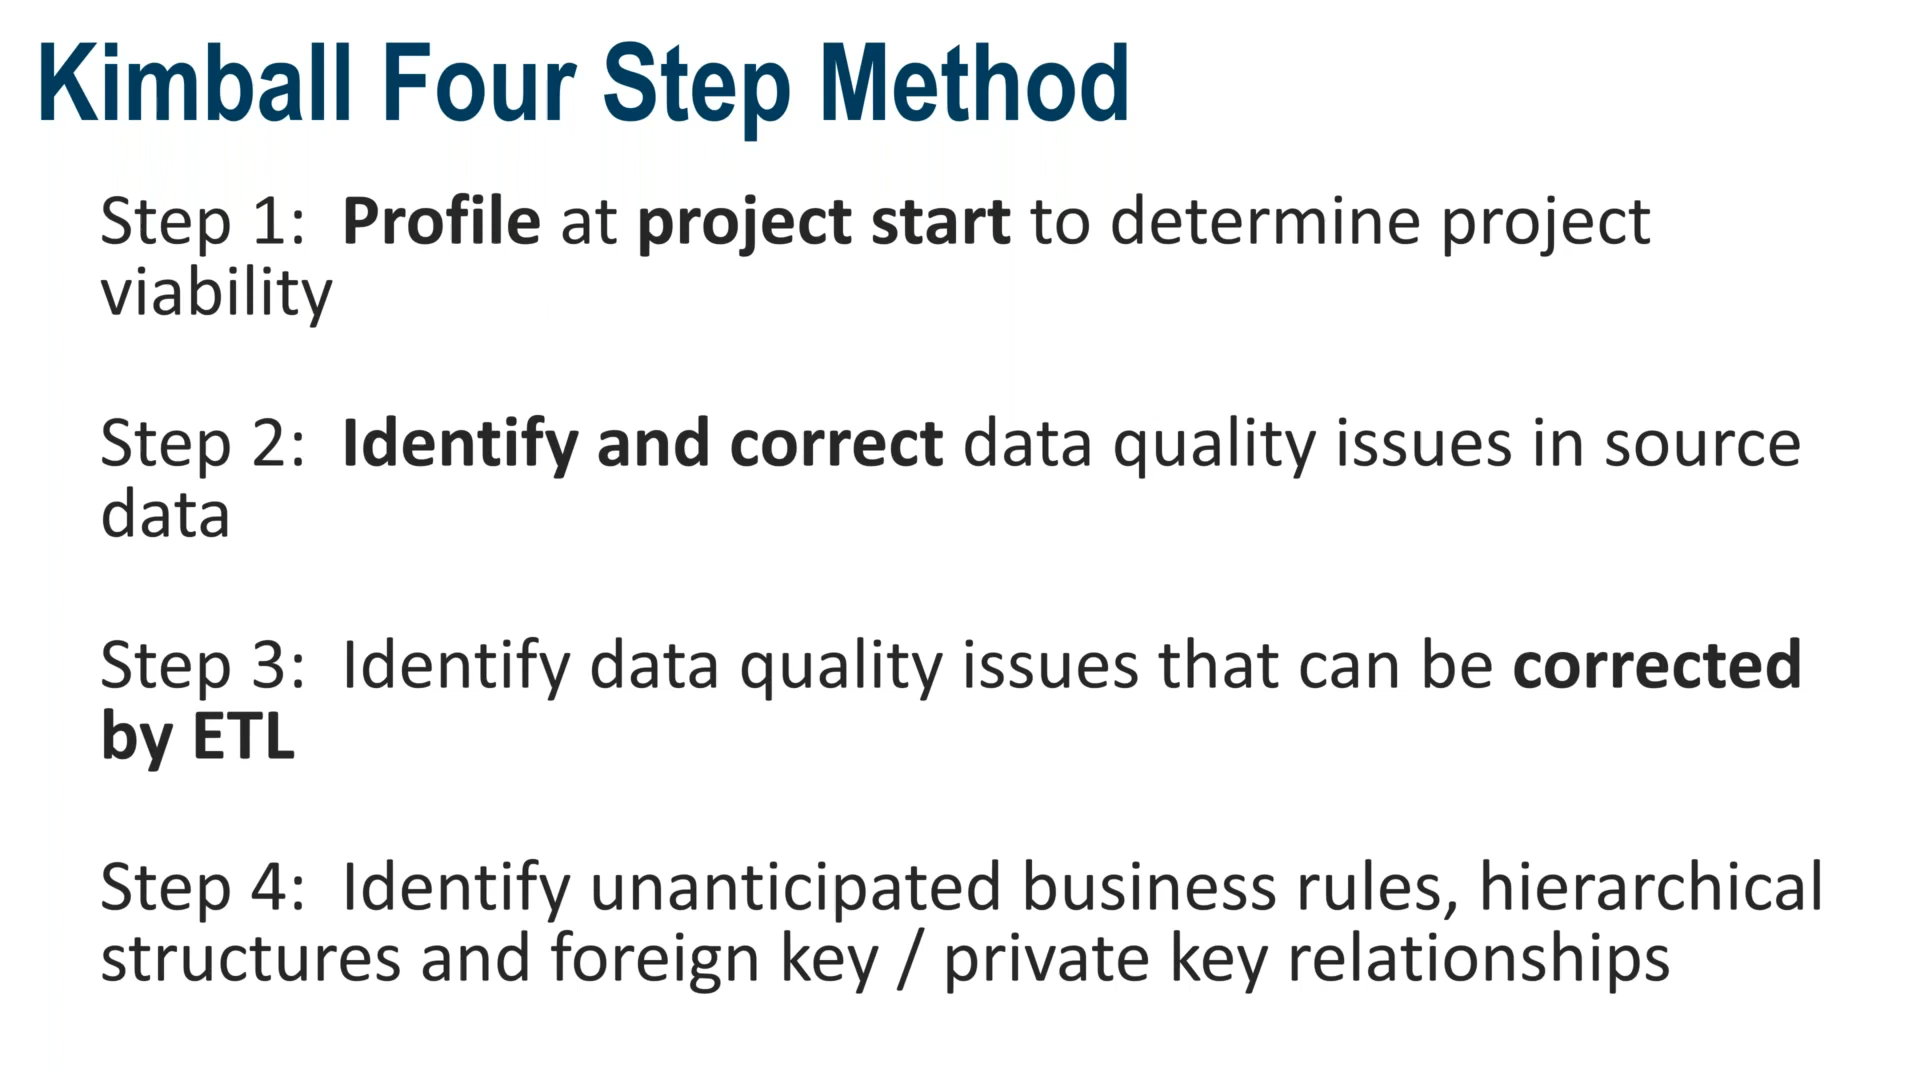 Kimball Four Step Method
Step 1: Profile at project start to determine project
viability
Step 2: Identify and correct data quality issues in source
data
Step 3: Identify data quality issues that can be corrected
by ETL
Step 4: Identify unanticipated business rules, hierarchical
structures and foreign key / private key relationships